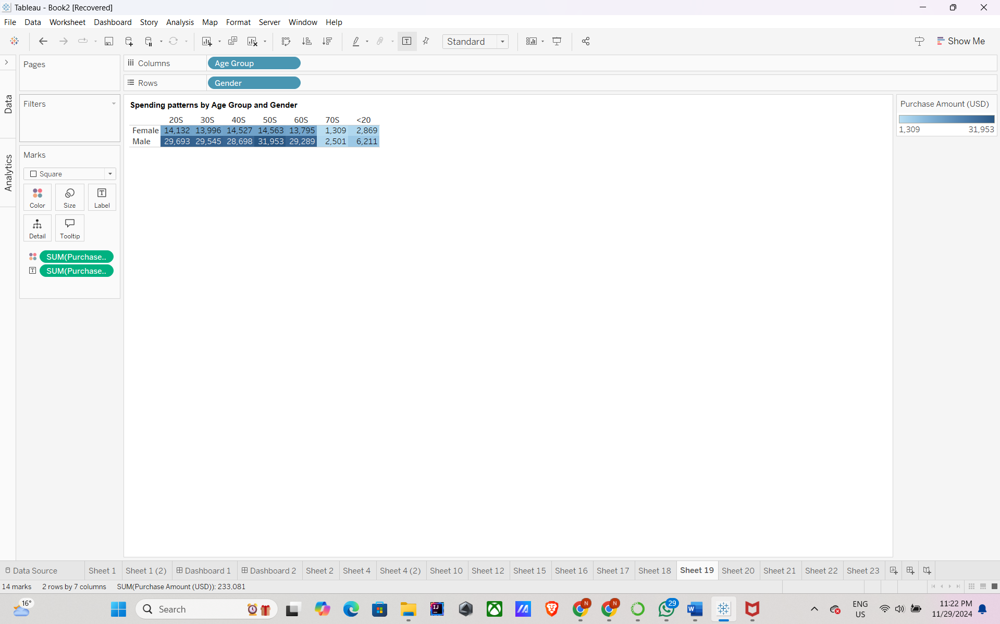 Tableau - Book2 [Recovered]
File Data Worksheet Dashboard Story Analysis Map Format Server Window Help
Standard
Show Me
Pages
Columns Age Group
Rows Gender
Data
Analytics
Filters
Marks
Square
Color Size Label
Detail Tooltip
SUM(Purchase..
SUM(Purchase..
Spending patterns by Age Group and Gender
20S 30S 40S 50S 60S 70S <20
Female 14,132 13,996 14,527 14,563 13,795 1,309 2,869
Male 29,693 29,545 28,698 31,953 29,289 2,501 6,211
Purchase Amount (USD)
1,309 31,953
Data Source Sheet 1 Sheet 1 (2) Dashboard 1 Dashboard 2 Sheet 2 Sheet 4 Sheet 4 (2) Sheet 10 Sheet 12 Sheet 15 Sheet 16 Sheet 17 Sheet 18 Sheet 19 Sheet 20 Sheet 21 Sheet 22 Sheet 23
14 marks 2 rows by 7 columns SUM(Purchase Amount (USD)): 233,081
16°
Search
N
N
29
ENG
US
11:22 PM
11/29/2024